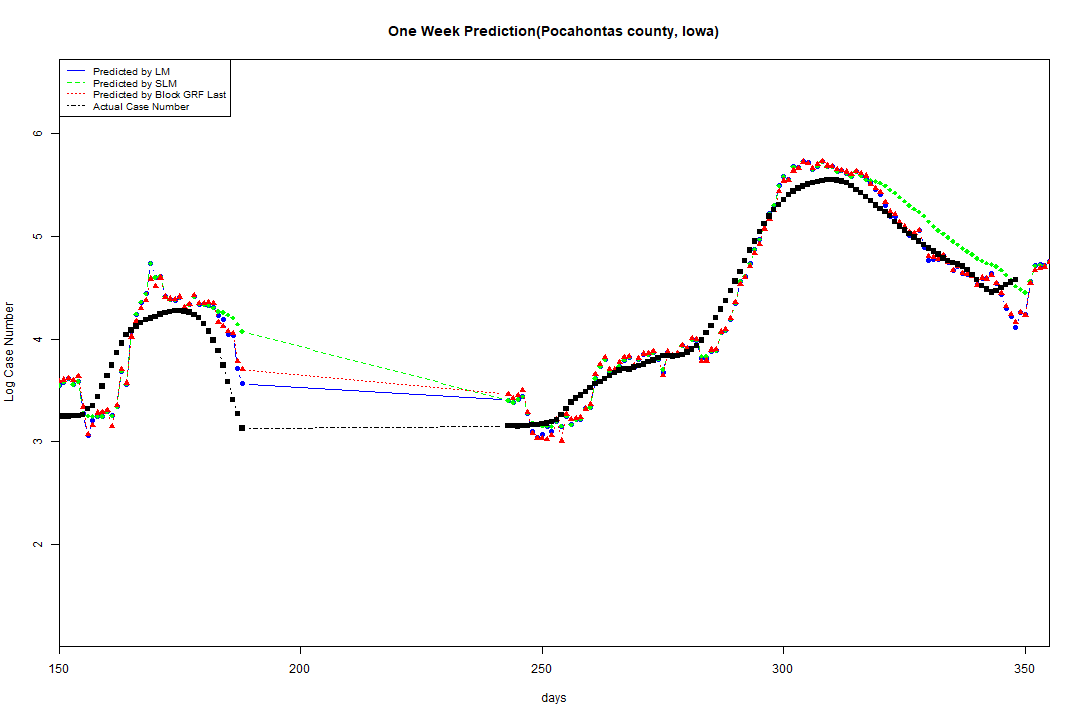 One Week Prediction(Pocahontas county, Iowa)
Predicted by LM
Predicted by SLM
Predicted by Block GRF Last
Actual Case Number
6
5
4
3
2
Log Case Number
150 200 250 300 350
days